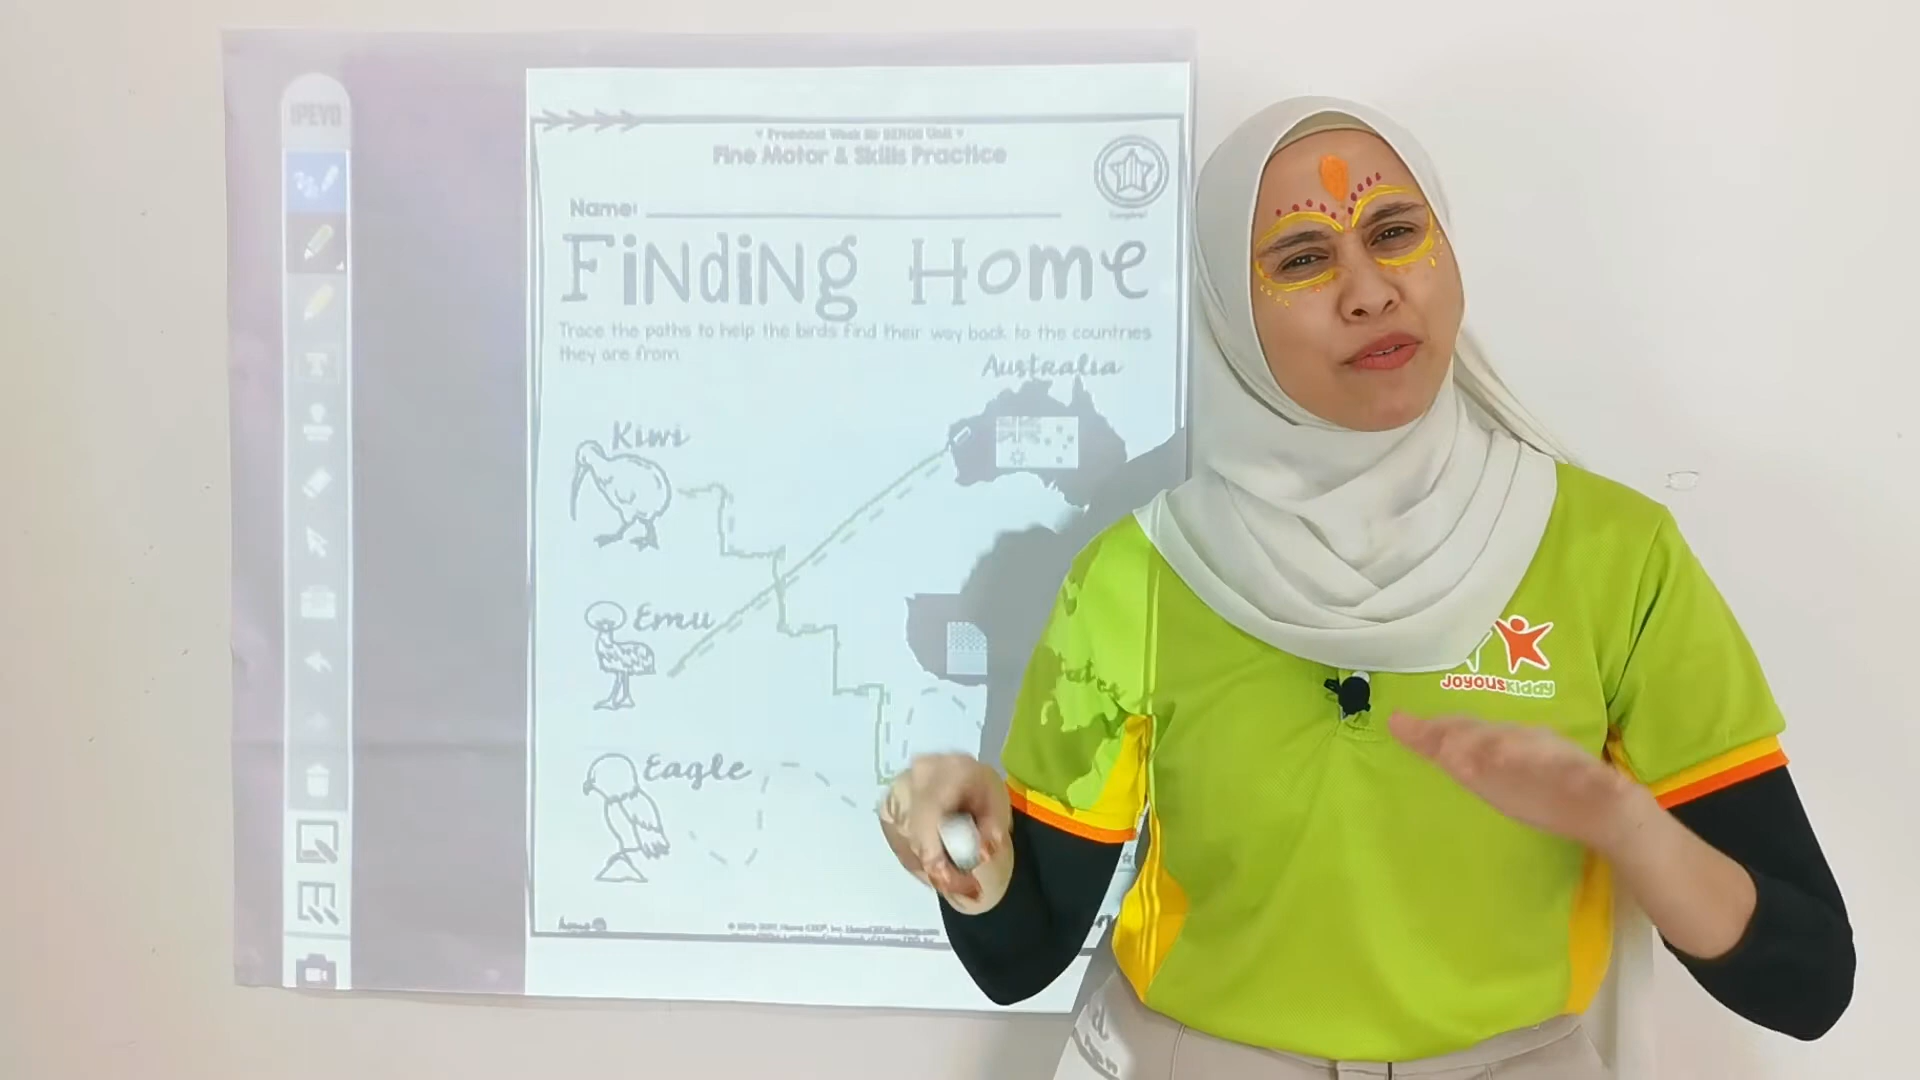 IPEVO
Fine Motor & Skills Practice
Name:
Finding Home
Trace the paths to help the birds find their way back to the countries
they are from
Australia
Kiwi
Emu
Eagle
JOYOUSKIDDY